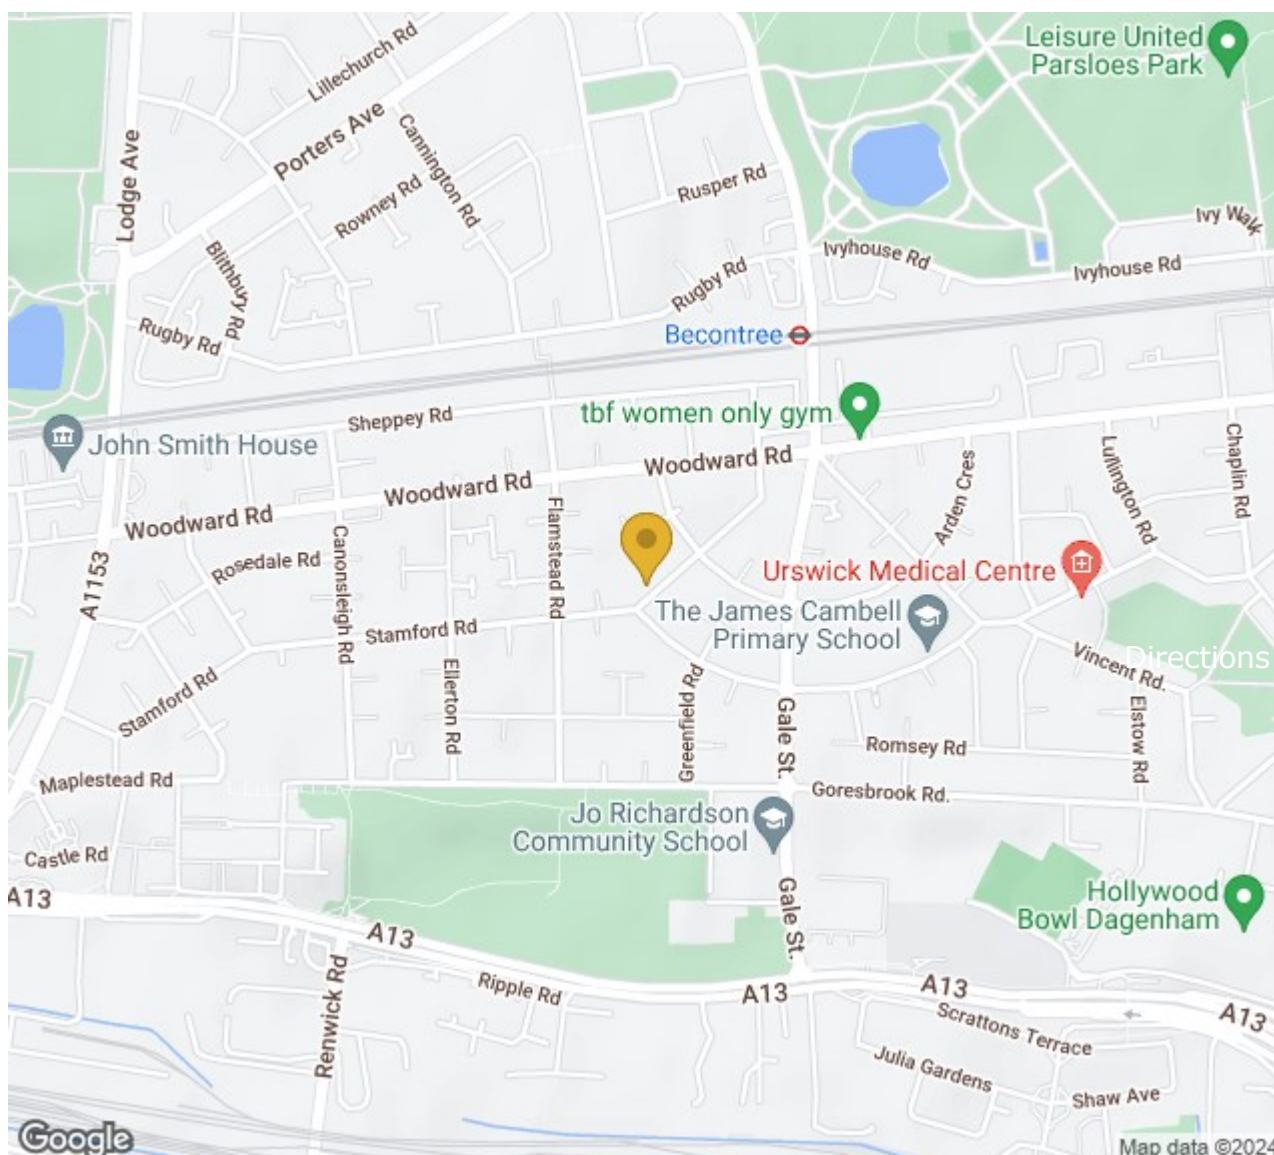 Leisure United
Parsloes Park
Lillechurch Rd
Porters Ave
Cannington Rd
Lodge Ave
Rowney Rd
Rusper Rd
Ivy Walk
Blithbury Rd
Ivyhouse Rd
Ivyhouse Rd
Rugby Rd
Rugby Rd
Becontree
Sheppey Rd
tbf women only gym
John Smith House
Woodward Rd
Woodward Rd
Woodward Rd
Arden Cres
Lullington Rd
Chaplin Rd
Flamstead Rd
Canonsleigh Rd
Rosedale Rd
A1153
Urswick Medical Centre
The James Cambell
Primary School
Stamford Rd
Directions
Vincent Rd.
Stamford Rd
Ellerton Rd
Greenfield Rd
Gale St.
Elstow Rd
Romsey Rd
Maplestead Rd
Goresbrook Rd.
Jo Richardson
Community School
Castle Rd
A13
Hollywood
Bowl Dagenham
Gale St.
A13
Renwick Rd
Ripple Rd
A13
A13
A13
Scrattons Terrace
Julia Gardens
Shaw Ave
Google
Map data ©2024